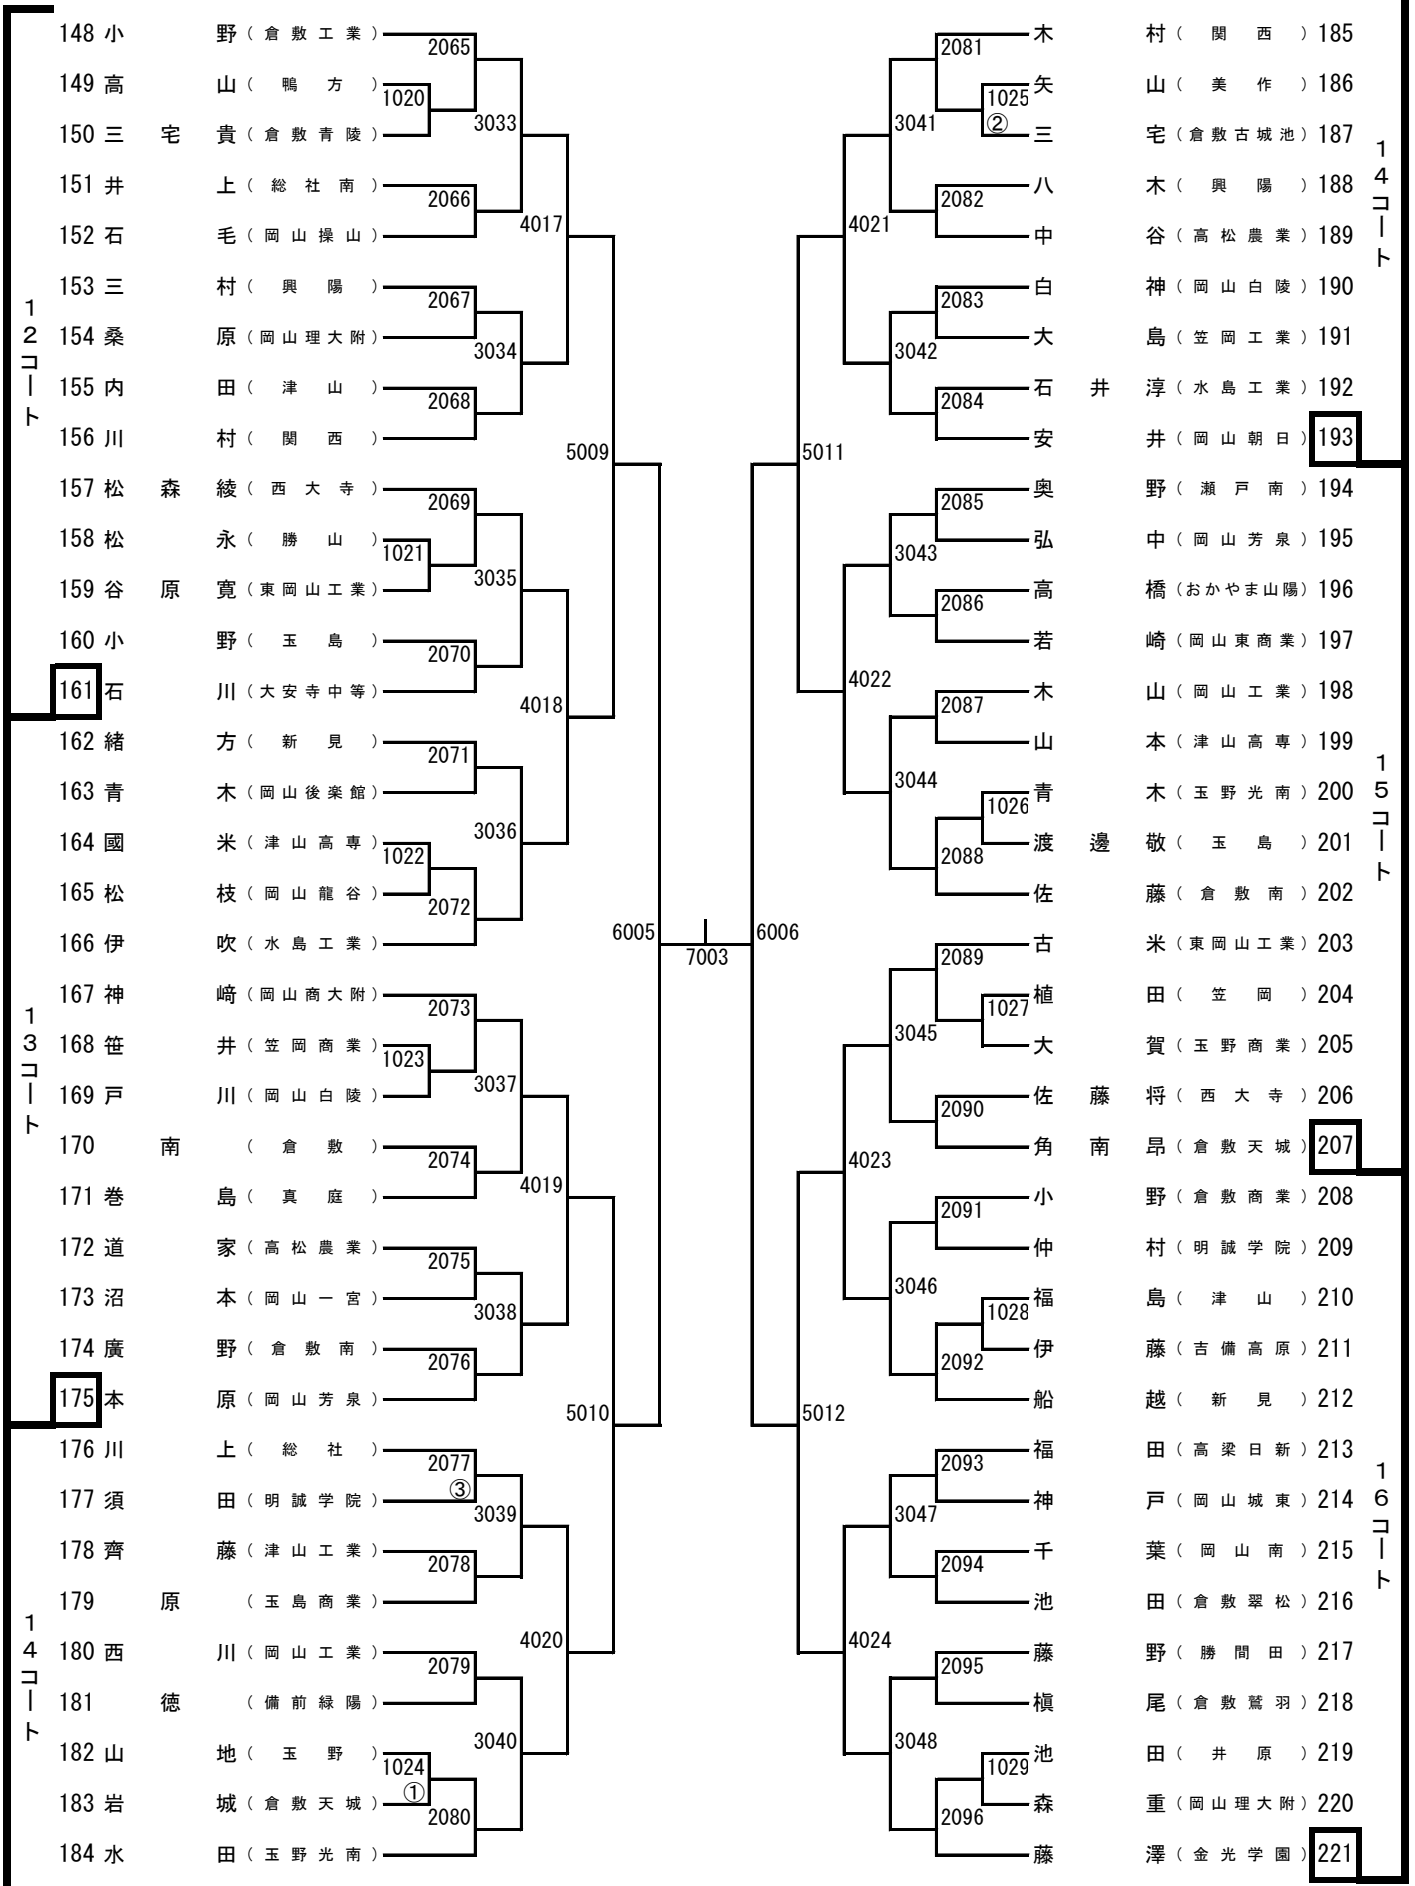 148 小野 (倉敷工業)
2065
149 高山 (鴨方)
1020
3033
150 三宅貴 (倉敷青陵)
151 井上 (総社南)
2066
4017
152 石毛 (岡山操山)
153 三村 (興陽)
2067
154 桑原 (岡山理大附)
3034
155 内田 (津山)
2068
156 川村 (関西)
5009
157 松森綾 (西大寺)
2069
158 松永 (勝山)
1021
3035
159 谷原寛 (東岡山工業)
160 小野 (玉島)
2070
161 石川 (大安寺中等)
4018
162 緒方 (新見)
2071
163 青木 (岡山後楽館)
3036
164 國米 (津山高専)
1022
165 松枝 (岡山龍谷)
2072
166 伊吹 (水島工業)
6005
167 神﨑 (岡山商大附)
2073
168 笹井 (笠岡商業)
1023
3037
169 戸川 (岡山白陵)
170 南 (倉敷)
2074
4019
171 巻島 (真庭)
172 道家 (高松農業)
2075
173 沼本 (岡山一宮)
3038
174 廣野 (倉敷南)
2076
175 本原 (岡山芳泉)
5010
176 川上 (総社)
2077
③
177 須田 (明誠学院)
3039
178 齊藤 (津山工業)
2078
179 原 (玉島商業)
4020
180 西川 (岡山工業)
2079
181 徳 (備前緑陽)
3040
182 山地 (玉野)
1024
①
183 岩城 (倉敷天城)
2080
184 水田 (玉野光南)
12コート
13コート
14コート
7003
木村 (関西) 185
2081
矢山 (美作) 186
1025
②
3041
三宅 (倉敷古城池) 187
八木 (興陽) 188
2082
4021
中谷 (高松農業) 189
白神 (岡山白陵) 190
2083
大島 (笠岡工業) 191
3042
石井淳 (水島工業) 192
2084
安井 (岡山朝日) 193
5011
奥野 (瀬戸南) 194
2085
弘中 (岡山芳泉) 195
3043
高橋 (おかやま山陽) 196
2086
若崎 (岡山東商業) 197
4022
木山 (岡山工業) 198
2087
山本 (津山高専) 199
3044
青木 (玉野光南) 200
1026
渡邊敬 (玉島) 201
2088
佐藤 (倉敷南) 202
6006
古米 (東岡山工業) 203
2089
植田 (笠岡) 204
1027
3045
大賀 (玉野商業) 205
佐藤将 (西大寺) 206
2090
角南昂 (倉敷天城) 207
4023
小野 (倉敷商業) 208
2091
仲村 (明誠学院) 209
3046
福島 (津山) 210
1028
伊藤 (吉備高原) 211
2092
船越 (新見) 212
5012
福田 (高梁日新) 213
2093
神戸 (岡山城東) 214
3047
千葉 (岡山南) 215
2094
池田 (倉敷翠松) 216
4024
藤野 (勝間田) 217
2095
槇尾 (倉敷鷲羽) 218
3048
池田 (井原) 219
1029
森重 (岡山理大附) 220
2096
藤澤 (金光学園) 221
14コート
15コート
16コート